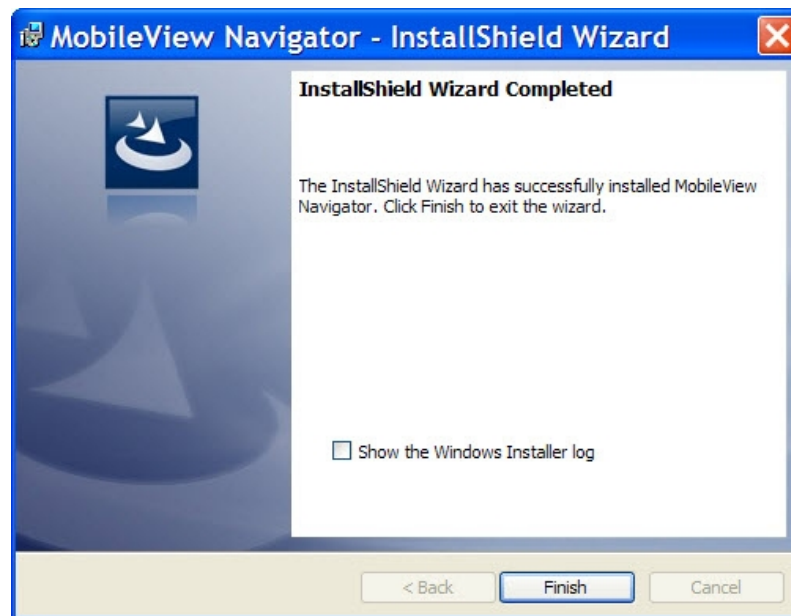 MobileView Navigator - InstallShield Wizard
InstallShield Wizard Completed
The InstallShield Wizard has successfully installed MobileView
Navigator. Click Finish to exit the wizard.
Show the Windows Installer log
< Back
Finish
Cancel